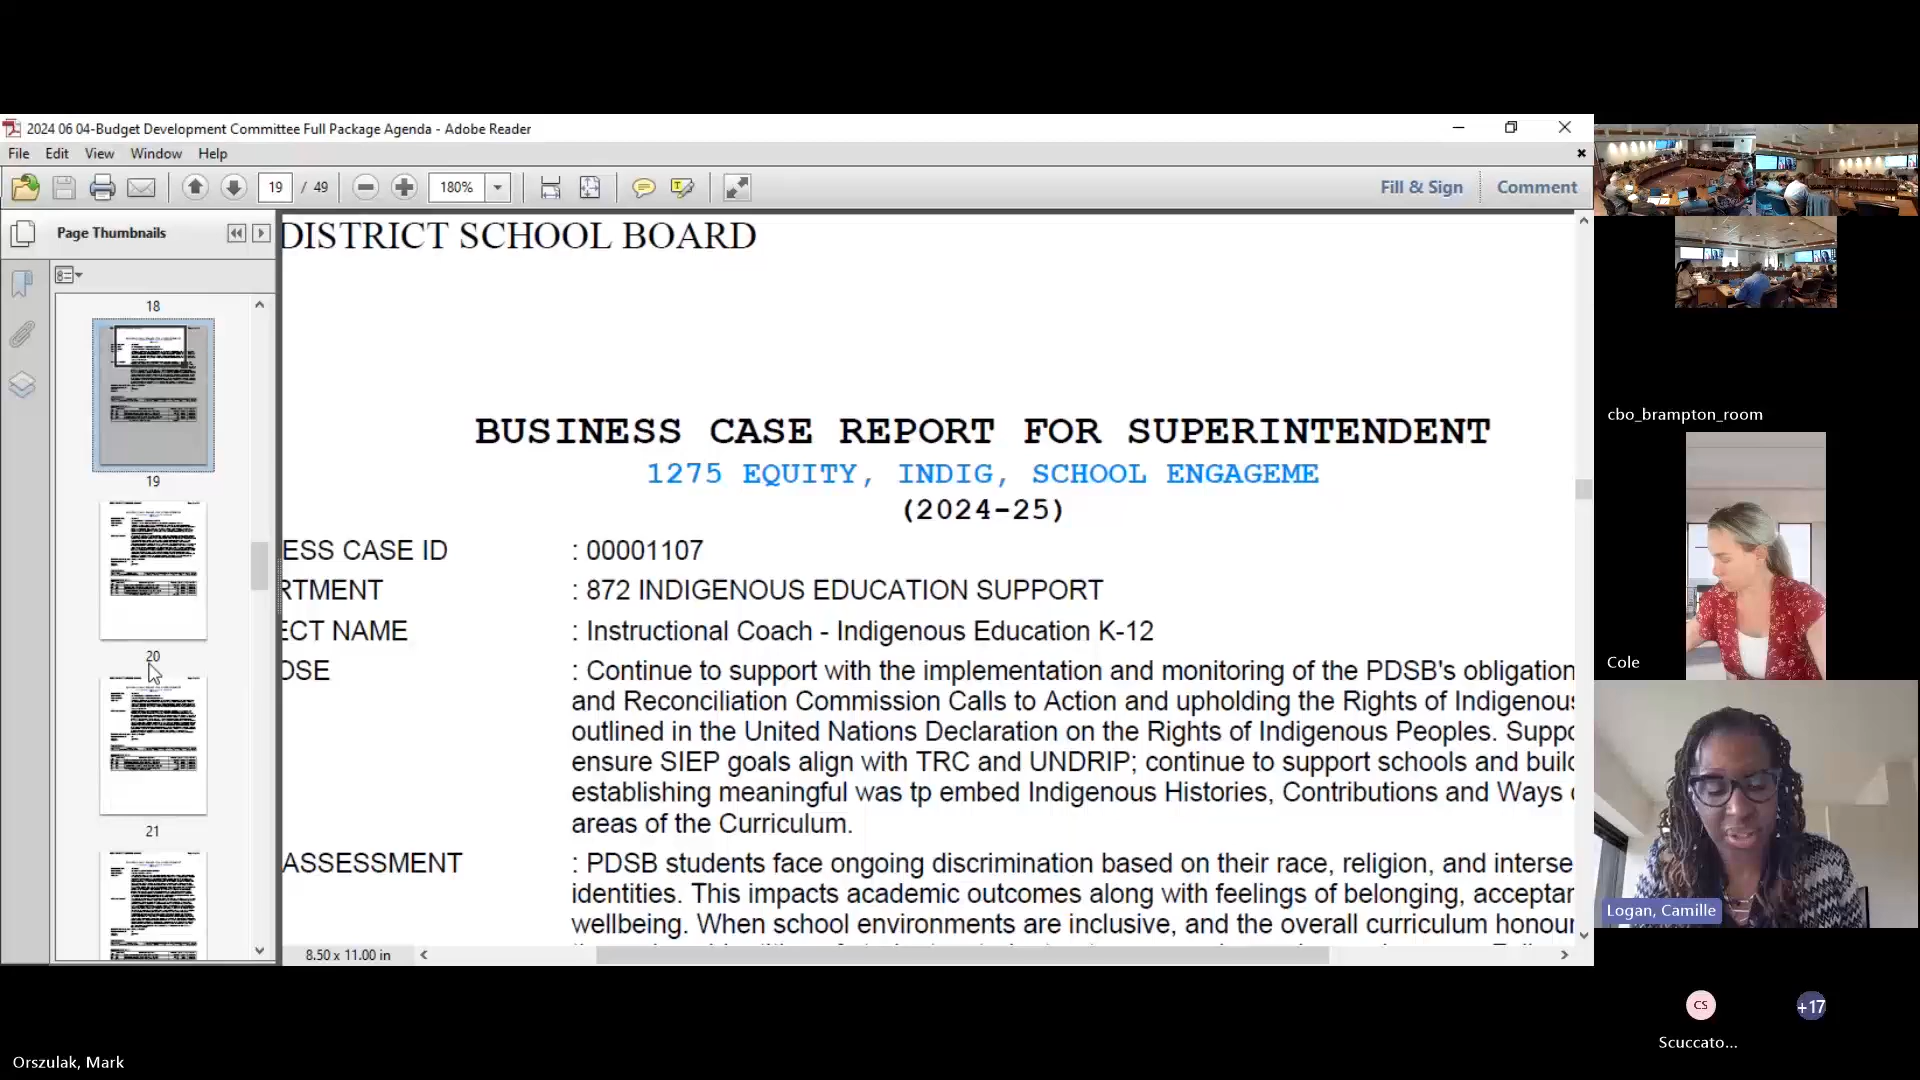 2024 06 04-Budget Development Committee Full Package Agenda - Adobe Reader
File Edit View Window Help
19 / 49
180%
Fill & Sign
Comment
Page Thumbnails
18
19
20
21
DISTRICT SCHOOL BOARD
BUSINESS CASE REPORT FOR SUPERINTENDENT
1275 EQUITY, INDIG, SCHOOL ENGAGEME
(2024-25)
ESS CASE ID : 00001107
RTMENT : 872 INDIGENOUS EDUCATION SUPPORT
ECT NAME : Instructional Coach - Indigenous Education K-12
OSE : Continue to support with the implementation and monitoring of the PDSB's obligation
and Reconciliation Commission Calls to Action and upholding the Rights of Indigenous
outlined in the United Nations Declaration on the Rights of Indigenous Peoples. Suppo
ensure SIEP goals align with TRC and UNDRIP; continue to support schools and build
establishing meaningful was tp embed Indigenous Histories, Contributions and Ways
areas of the Curriculum.
ASSESSMENT : PDSB students face ongoing discrimination based on their race, religion, and interse
identities. This impacts academic outcomes along with feelings of belonging, acceptan
wellbeing. When school environments are inclusive, and the overall curriculum honour
8.50 x 11.00 in
cbo_brampton_room
Cole
Logan, Camille
CS
+17
Scuccato...
Orszulak, Mark